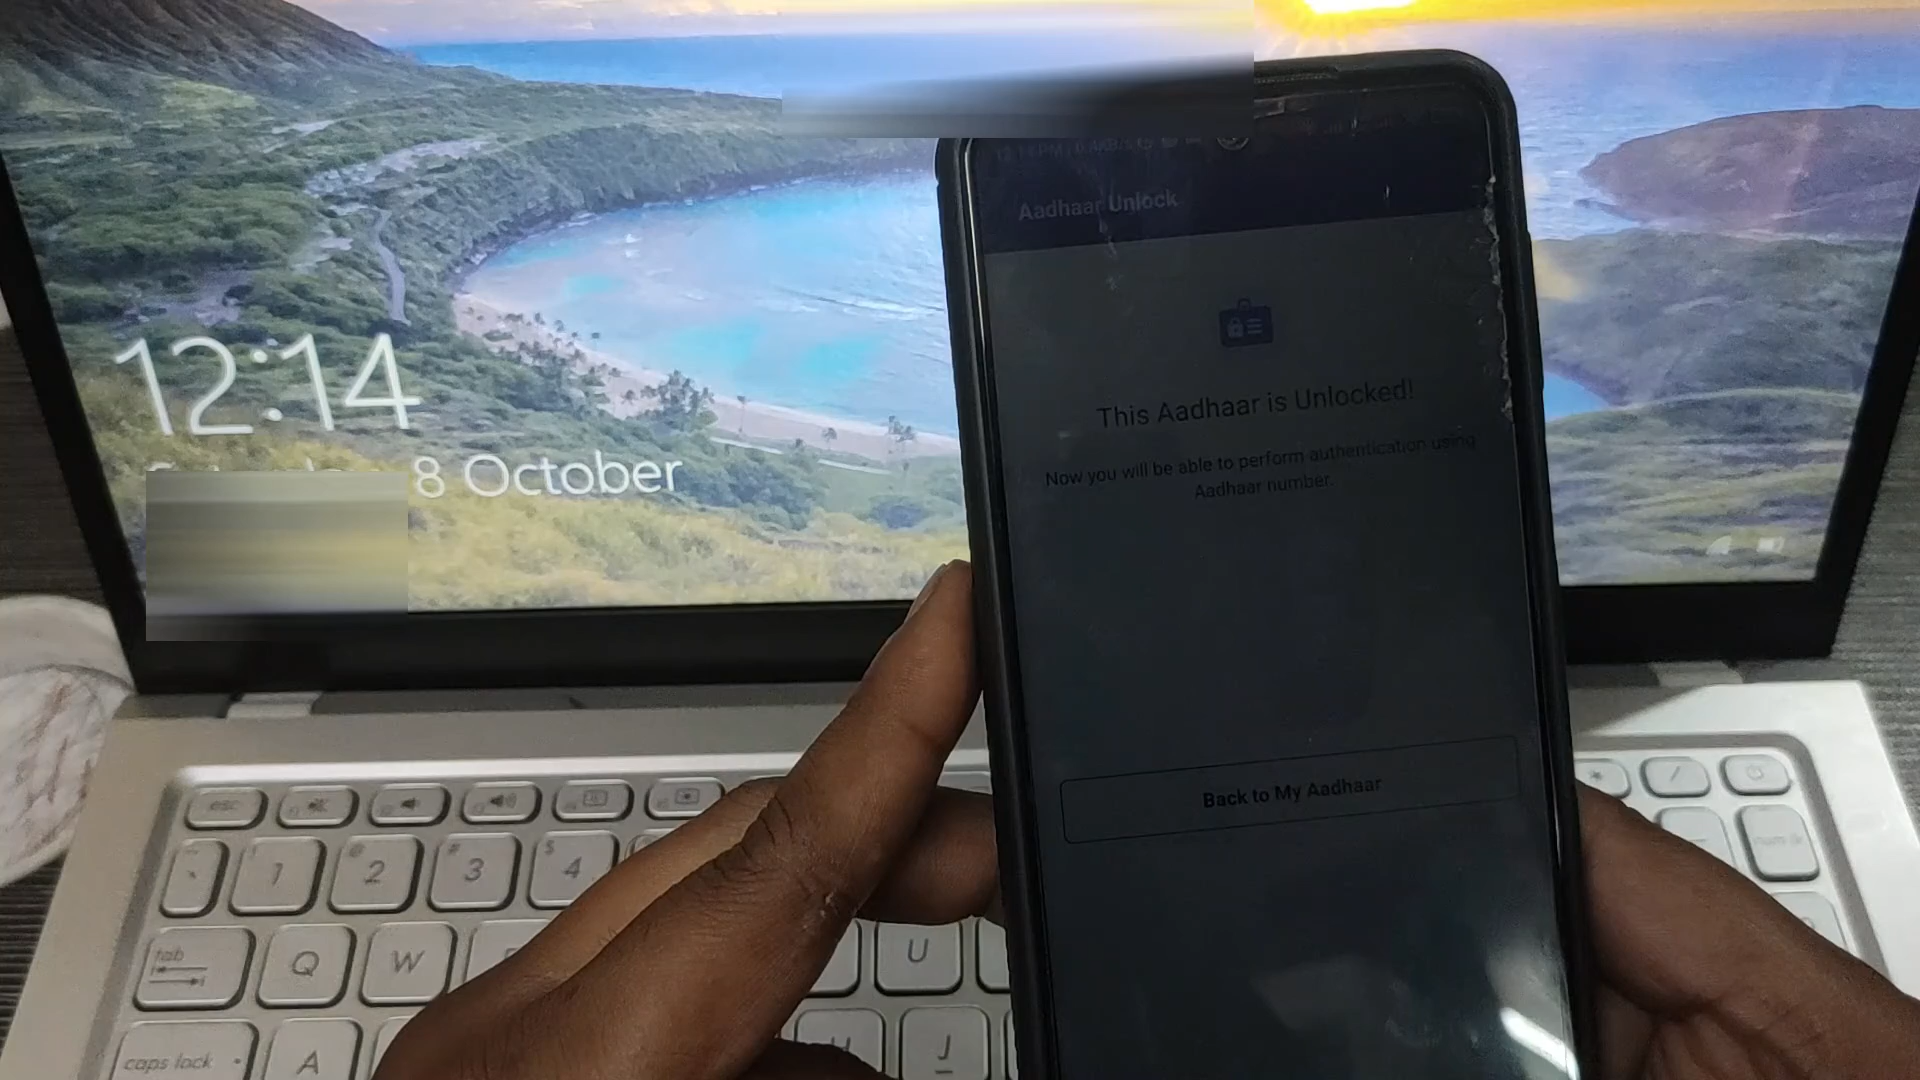 12:14
8 October
Aadhaar Unlock
This Aadhaar is Unlocked!
Now you will be able to perform authentication using
Aadhaar number.
Back to My Aadhaar
esc
1
@
2
#
3
$
4
tab
Q
W
U
caps lock
A
J
/